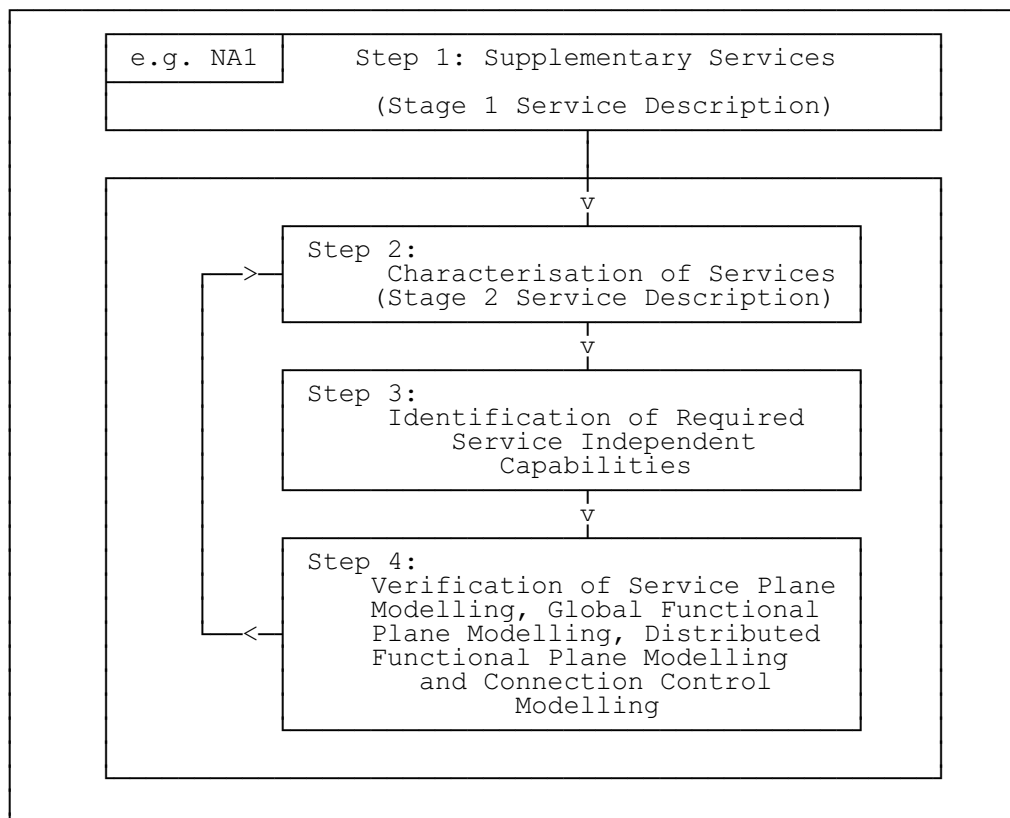 e.g. NA1
Step 1: Supplementary Services
(Stage 1 Service Description)
v
Step 2:
Characterisation of Services
(Stage 2 Service Description)
>
v
Step 3:
Identification of Required
Service Independent
Capabilities
v
Step 4:
Verification of Service Plane
Modelling, Global Functional
Plane Modelling, Distributed
Functional Plane Modelling
and Connection Control
Modelling
<